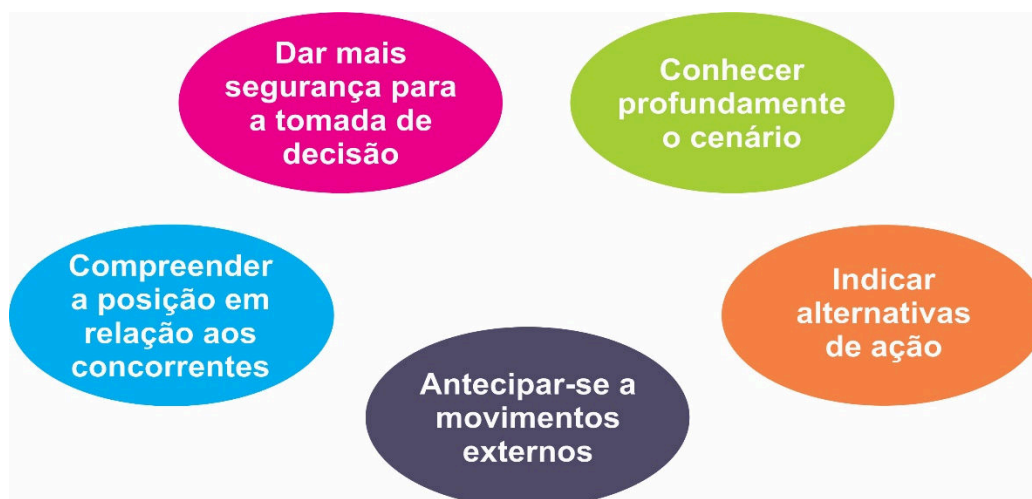 Dar mais
segurança para
a tomada de
decisão
Conhecer
profundamente
o cenário
Compreender
a posição em
relação aos
concorrentes
Indicar
alternativas
de ação
Antecipar-se a
movimentos
externos